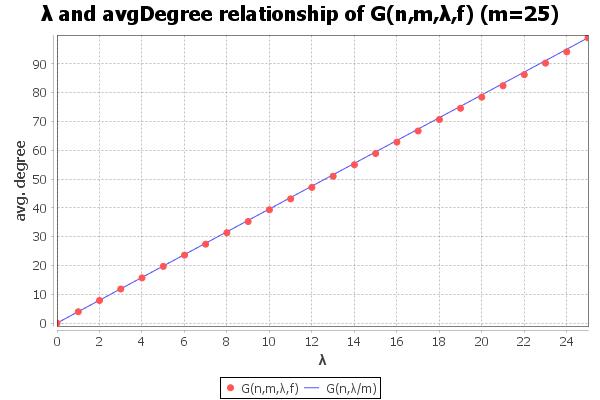 λ and avgDegree relationship of G(n,m,λ,f) (m=25)
avg. degree
90
80
70
60
50
40
30
20
10
0
0 2 4 6 8 10 12 14 16 18 20 22 24
λ
G(n,m,λ,f) G(n,λ/m)